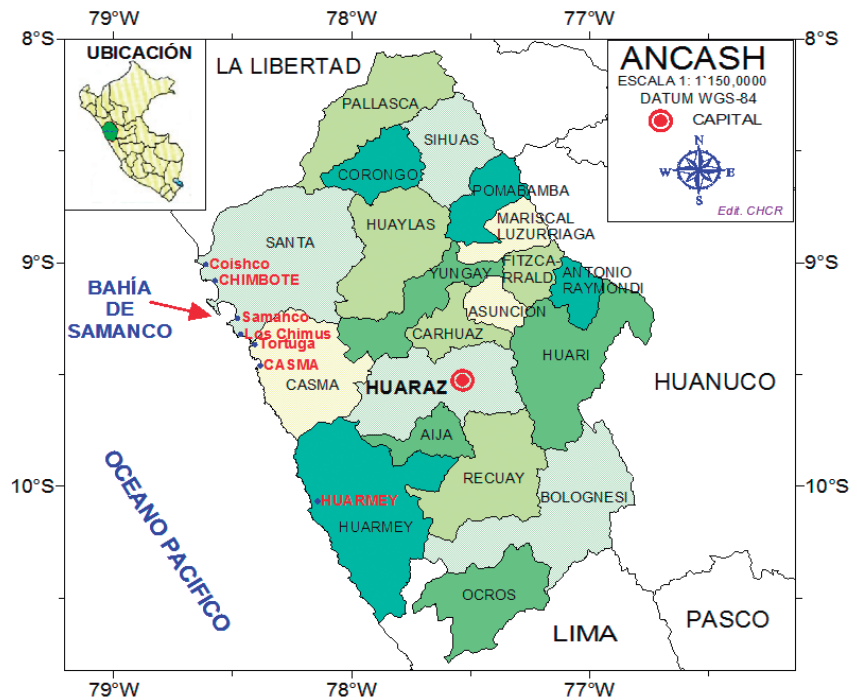 79°W 78°W 77°W
8°S 8°S
UBICACIÓN
LA LIBERTAD
ANCASH
ESCALA 1: 1`150,0000
DATUM WGS-84
CAPITAL
N
W E
S
Edit. CHCR
PALLASCA
SIHUAS
CORONGO
POMABAMBA
HUAYLAS
MARISCAL
LUZURRIAGA
SANTA
9°S 9°S
Coishco
CHIMBOTE
YUNGAY
FITZCA-
RRALD
ANTONIO
RAYMONDI
BAHÍA
DE
SAMANCO
Samanco
Los Chimus
Tortuga
ASUNCION
CARHUAZ
HUARI
CASMA
CASMA
HUARAZ
HUANUCO
AIJA
RECUAY
OCEANO PACIFICO
10°S 10°S
HUARMEY
BOLOGNESI
HUARMEY
OCROS
LIMA
PASCO
79°W 78°W 77°W